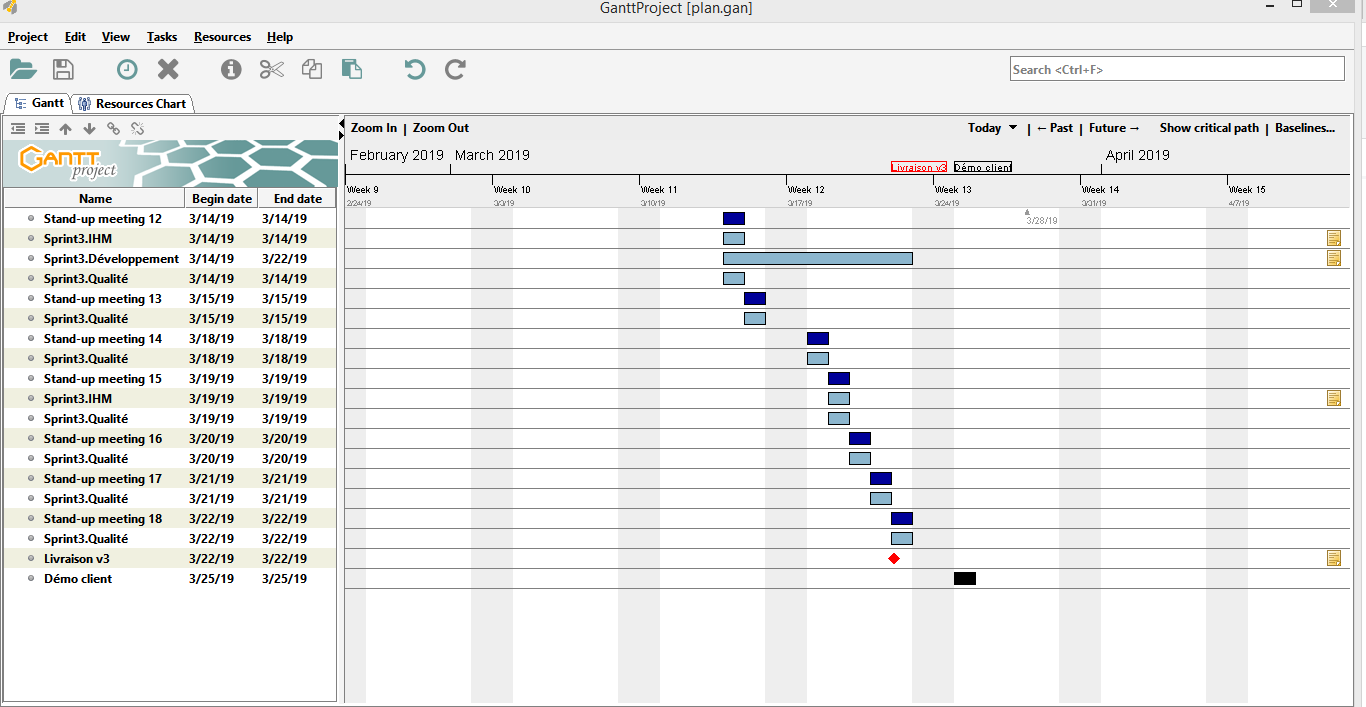 GanttProject [plan.gan]
Project Edit View Tasks Resources Help
Search <Ctrl+F>
Gantt Resources Chart
Zoom In | Zoom Out Today | ←Past | Future→ Show critical path | Baselines...
GANTT project
February 2019 March 2019 April 2019
Livraison v3 Démo client
Week 9 Week 10 Week 11 Week 12 Week 13 Week 14 Week 15
2/24/19 3/3/19 3/10/19 3/17/19 3/24/19 3/31/19 4/7/19
Name Begin date End date
3/28/19
Stand-up meeting 12 3/14/19 3/14/19
Sprint3.IHM 3/14/19 3/14/19
Sprint3.Développement 3/14/19 3/22/19
Sprint3.Qualité 3/14/19 3/14/19
Stand-up meeting 13 3/15/19 3/15/19
Sprint3.Qualité 3/15/19 3/15/19
Stand-up meeting 14 3/18/19 3/18/19
Sprint3.Qualité 3/18/19 3/18/19
Stand-up meeting 15 3/19/19 3/19/19
Sprint3.IHM 3/19/19 3/19/19
Sprint3.Qualité 3/19/19 3/19/19
Stand-up meeting 16 3/20/19 3/20/19
Sprint3.Qualité 3/20/19 3/20/19
Stand-up meeting 17 3/21/19 3/21/19
Sprint3.Qualité 3/21/19 3/21/19
Stand-up meeting 18 3/22/19 3/22/19
Sprint3.Qualité 3/22/19 3/22/19
Livraison v3 3/22/19 3/22/19
Démo client 3/25/19 3/25/19